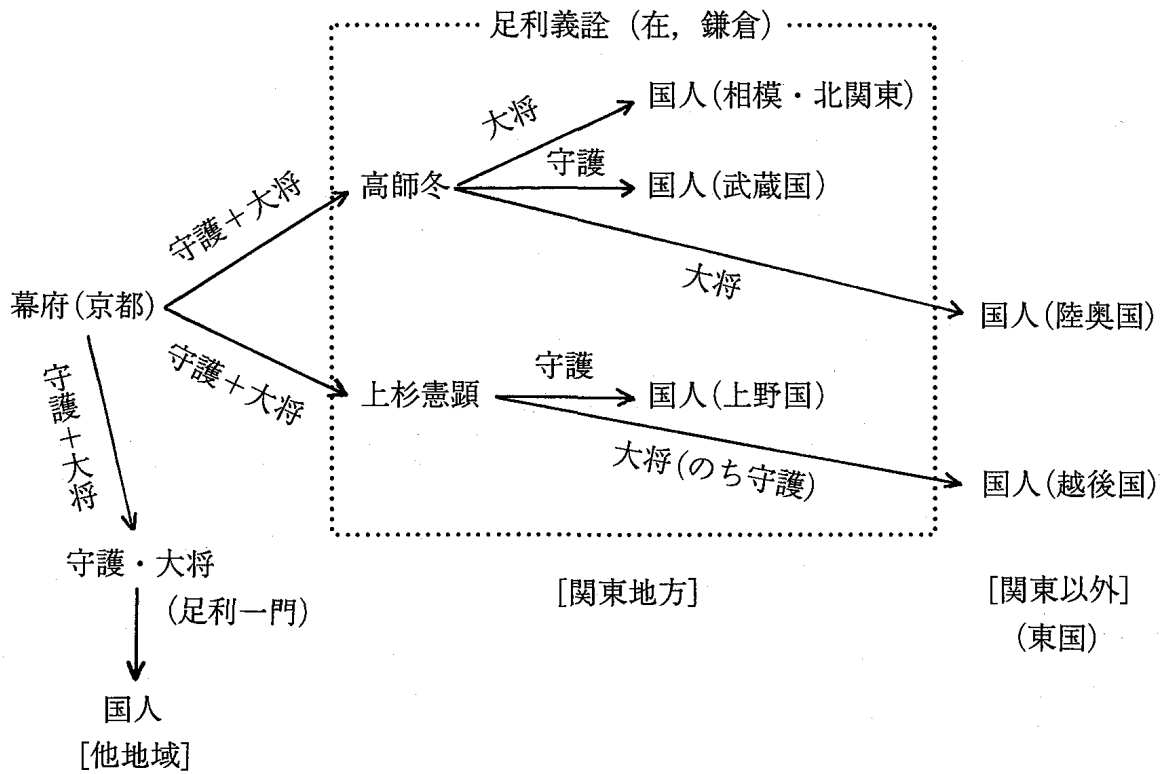 足利義詮 (在, 鎌倉)
大将
国人(相模・北関東)
守護
高師冬
国人(武蔵国)
守護+大将
大将
幕府(京都)
国人(陸奥国)
守護+大将
守護
上杉憲顕
国人(上野国)
守護+大将
大将(のち守護)
国人(越後国)
守護・大将
(足利一門)
[関東地方]
[関東以外]
(東国)
国人
[他地域]